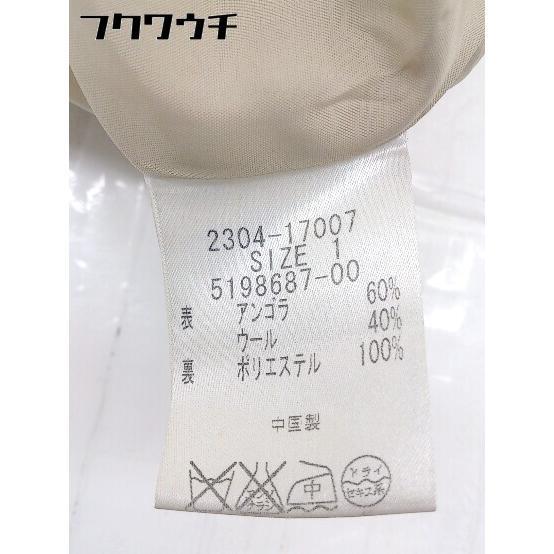 フクワウチ
2304-17007
SIZE 1
5198687-00
表 アンゴラ 60%
ウール 40%
裏 ポリエステル 100%
中国製
中
ドライ
セキユ系